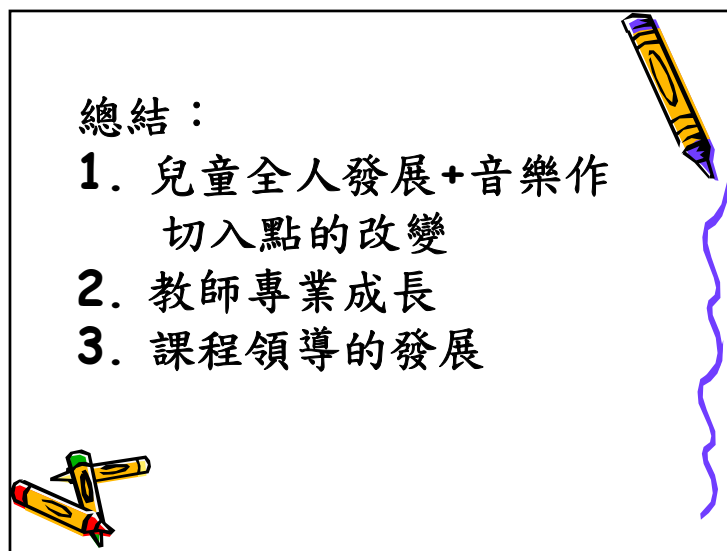 總結：
1. 兒童全人發展+音樂作
切入點的改變
2. 教師專業成長
3. 課程領導的發展